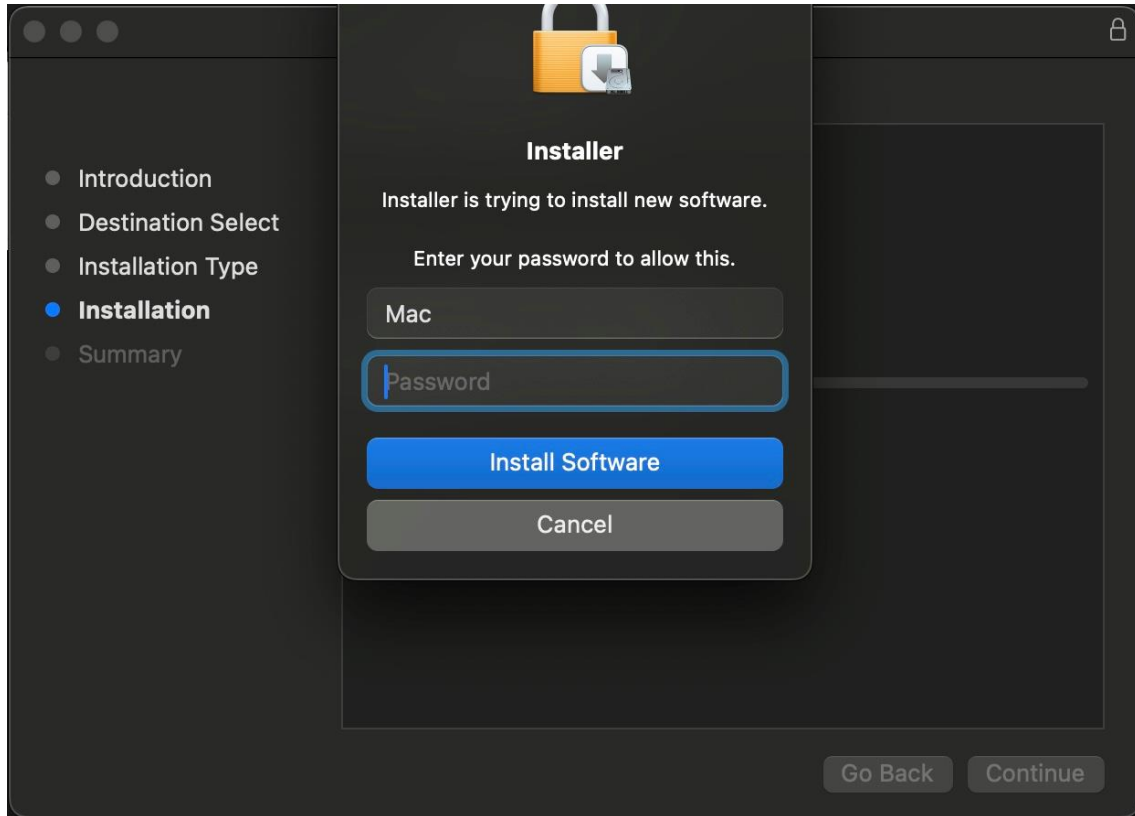 Installer
Installer is trying to install new software.
Enter your password to allow this.
Mac
Password
Install Software
Cancel
Introduction
Destination Select
Installation Type
Installation
Summary
Go Back
Continue